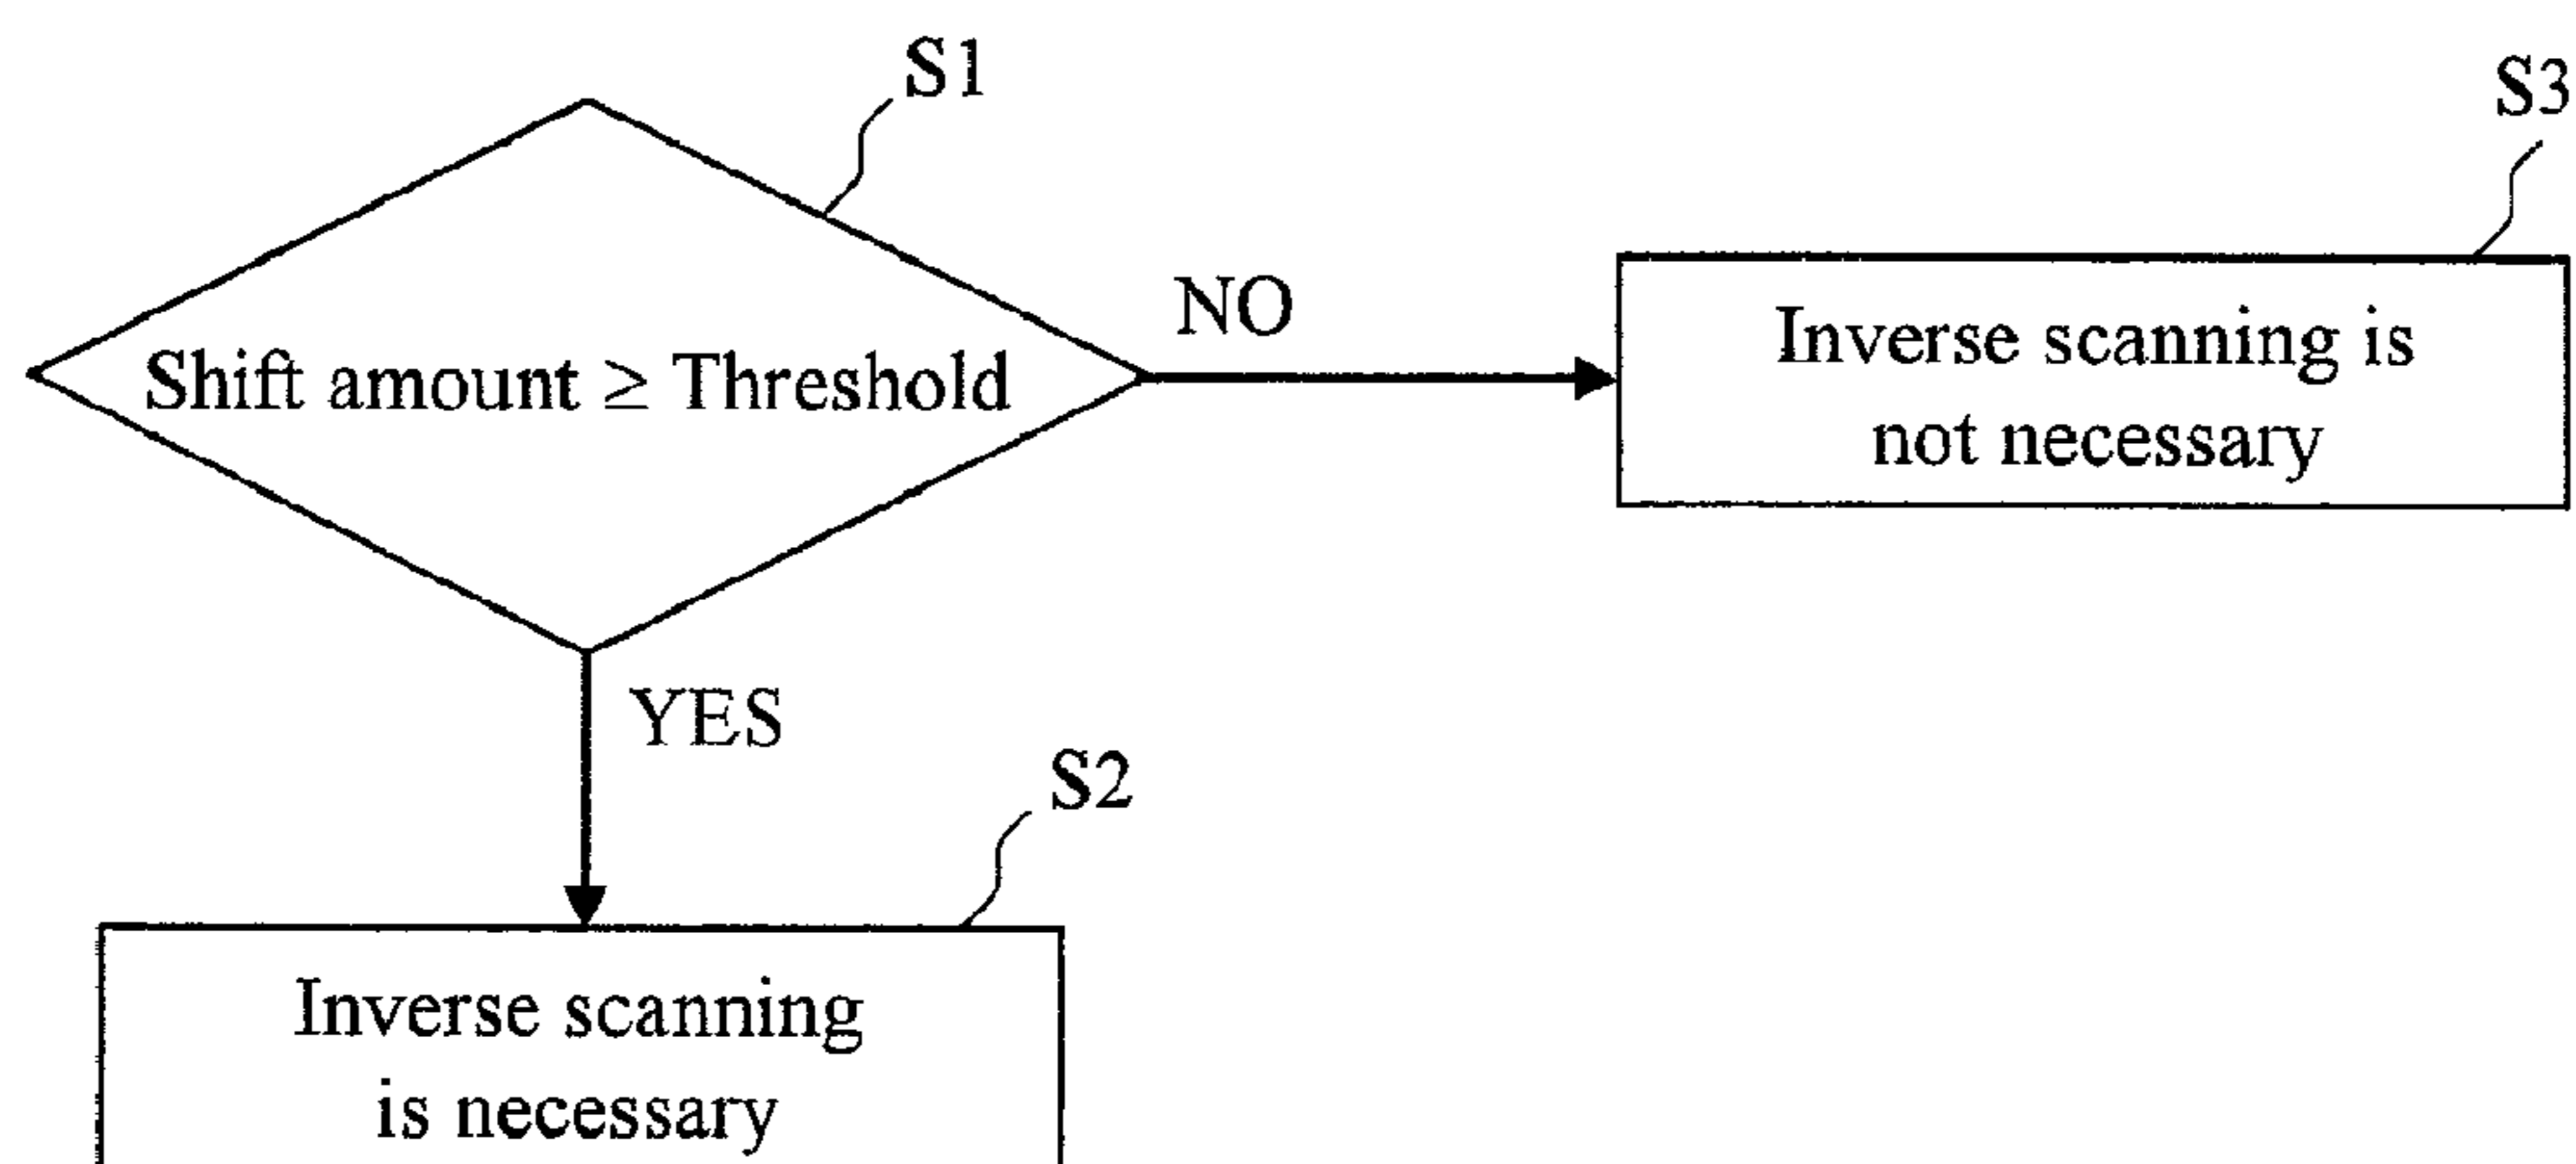 S1
S3
NO
Inverse scanning is
not necessary
Shift amount ≥ Threshold
YES
S2
Inverse scanning
is necessary